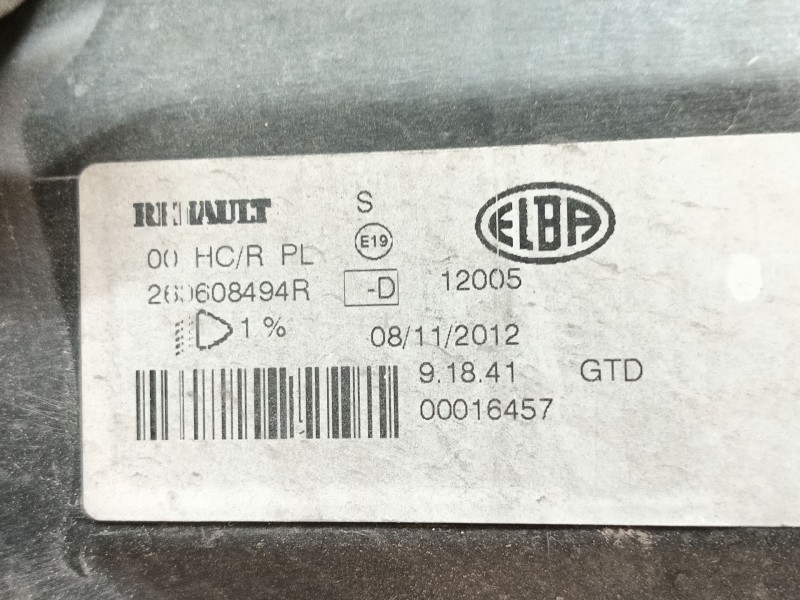 RENAULT S ELBA
00 HC/R PL E19
260608494R -D 12005
1 % 08/11/2012
9.18.41 GTD
00016457